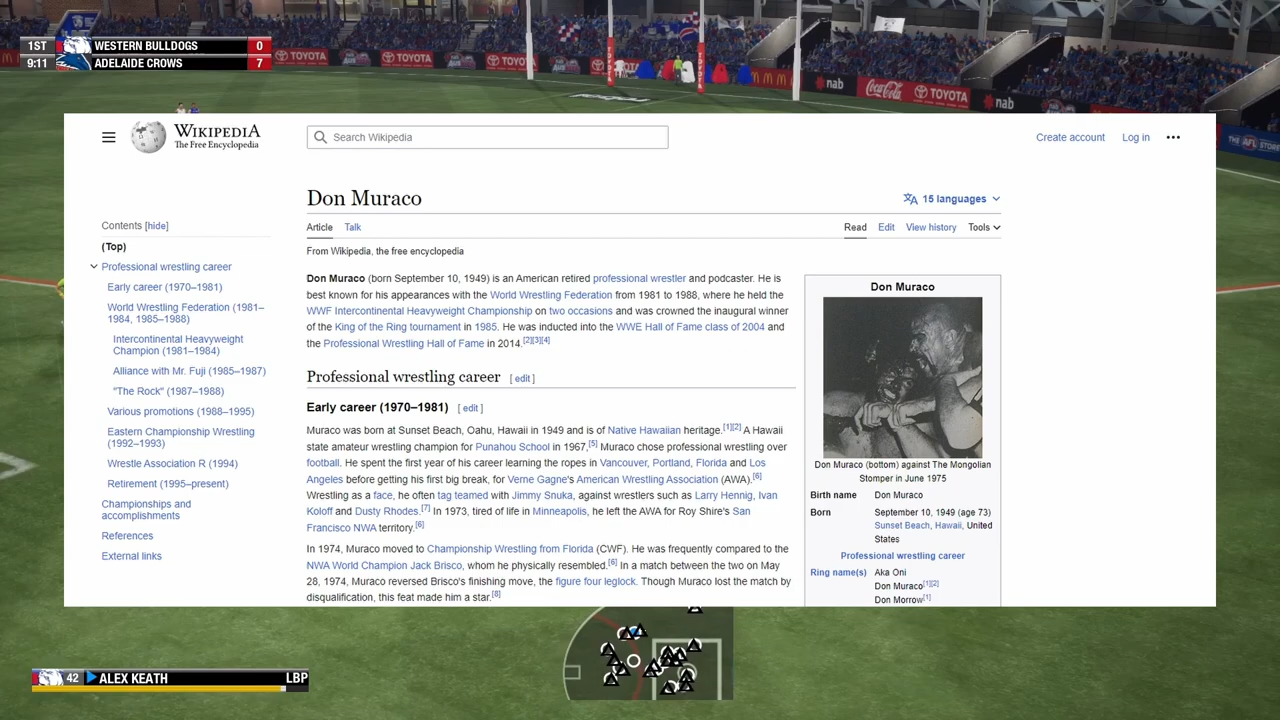 1ST WESTERN BULLDOGS 0
9:11 ADELAIDE CROWS 7
TOYOTA
TOYOTA
TOYOTA
nab
Coca-Cola
TOYOTA
nab
THE AFL STORE
WIKIPEDIA
The Free Encyclopedia
Search Wikipedia
Create account Log in •••
Don Muraco
15 languages
Article Talk
Read Edit View history Tools
From Wikipedia, the free encyclopedia
Contents [hide]
(Top)
Professional wrestling career
Early career (1970–1981)
World Wrestling Federation (1981–
1984, 1985–1988)
Intercontinental Heavyweight
Champion (1981–1984)
Alliance with Mr. Fuji (1985–1987)
"The Rock" (1987–1988)
Various promotions (1988–1995)
Eastern Championship Wrestling
(1992–1993)
Wrestle Association R (1994)
Retirement (1995–present)
Championships and
accomplishments
References
External links
Don Muraco (born September 10, 1949) is an American retired professional wrestler and podcaster. He is
best known for his appearances with the World Wrestling Federation from 1981 to 1988, where he held the
WWF Intercontinental Heavyweight Championship on two occasions and was crowned the inaugural winner
of the King of the Ring tournament in 1985. He was inducted into the WWE Hall of Fame class of 2004 and
the Professional Wrestling Hall of Fame in 2014.[2][3][4]
Professional wrestling career [ edit ]
Early career (1970–1981) [ edit ]
Muraco was born at Sunset Beach, Oahu, Hawaii in 1949 and is of Native Hawaiian heritage.[1][2] A Hawaii
state amateur wrestling champion for Punahou School in 1967,[5] Muraco chose professional wrestling over
football. He spent the first year of his career learning the ropes in Vancouver, Portland, Florida and Los
Angeles before getting his first big break, for Verne Gagne's American Wrestling Association (AWA).[6]
Wrestling as a face, he often tag teamed with Jimmy Snuka, against wrestlers such as Larry Hennig, Ivan
Koloff and Dusty Rhodes.[7] In 1973, tired of life in Minneapolis, he left the AWA for Roy Shire's San
Francisco NWA territory.[6]
In 1974, Muraco moved to Championship Wrestling from Florida (CWF). He was frequently compared to the
NWA World Champion Jack Brisco, whom he physically resembled.[6] In a match between the two on May
28, 1974, Muraco reversed Brisco's finishing move, the figure four leglock. Though Muraco lost the match by
disqualification, this feat made him a star.[8]
Don Muraco
Don Muraco (bottom) against The Mongolian
Stomper in June 1975
Birth name Don Muraco
Born September 10, 1949 (age 73)
Sunset Beach, Hawaii, United
States
Professional wrestling career
Ring name(s) Aka Oni
Don Muraco[1][2]
Don Morrow[1]
42 ALEX KEATH LBP